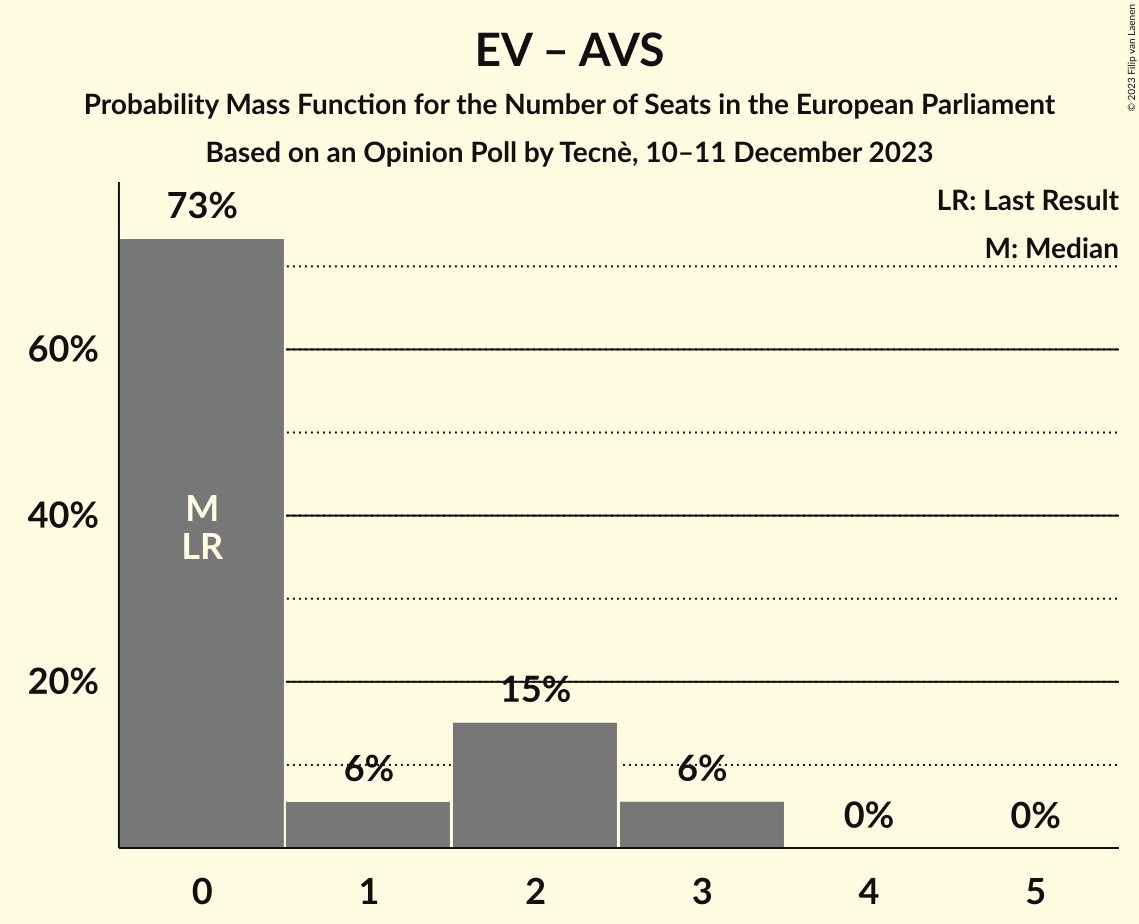 EV – AVS
Probability Mass Function for the Number of Seats in the European Parliament
Based on an Opinion Poll by Tecnè, 10–11 December 2023
© 2023 Filip van Laenen
LR: Last Result
M: Median
73%
60%
40%
20%
M
LR
6%
15%
6%
0%
0%
0
1
2
3
4
5